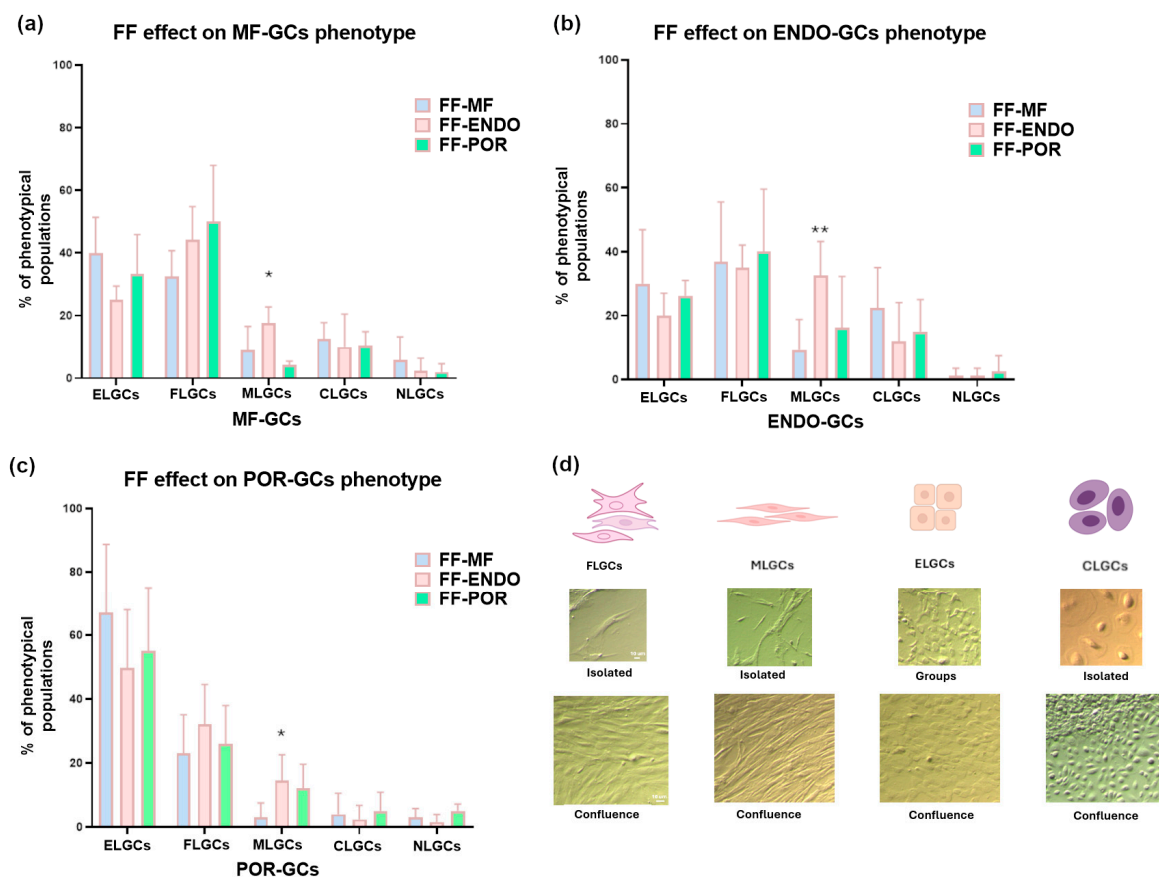 (a)
FF effect on MF-GCs phenotype
100
80
60
40
20
0
% of phenotypical
populations
FF-MF
FF-ENDO
FF-POR
*
ELGCs FLGCs MLGCs CLGCs NLGCs
MF-GCs
(b)
FF effect on ENDO-GCs phenotype
100
80
60
40
20
0
% of phenotypical
populations
FF-MF
FF-ENDO
FF-POR
**
ELGCs FLGCs MLGCs CLGCs NLGCs
ENDO-GCs
(c)
FF effect on POR-GCs phenotype
100
80
60
40
20
0
% of phenotypical
populations
FF-MF
FF-ENDO
FF-POR
*
ELGCs FLGCs MLGCs CLGCs NLGCs
POR-GCs
(d)
FLGCs MLGCs ELGCs CLGCs
Isolated Isolated Groups Isolated
Confluence Confluence Confluence Confluence